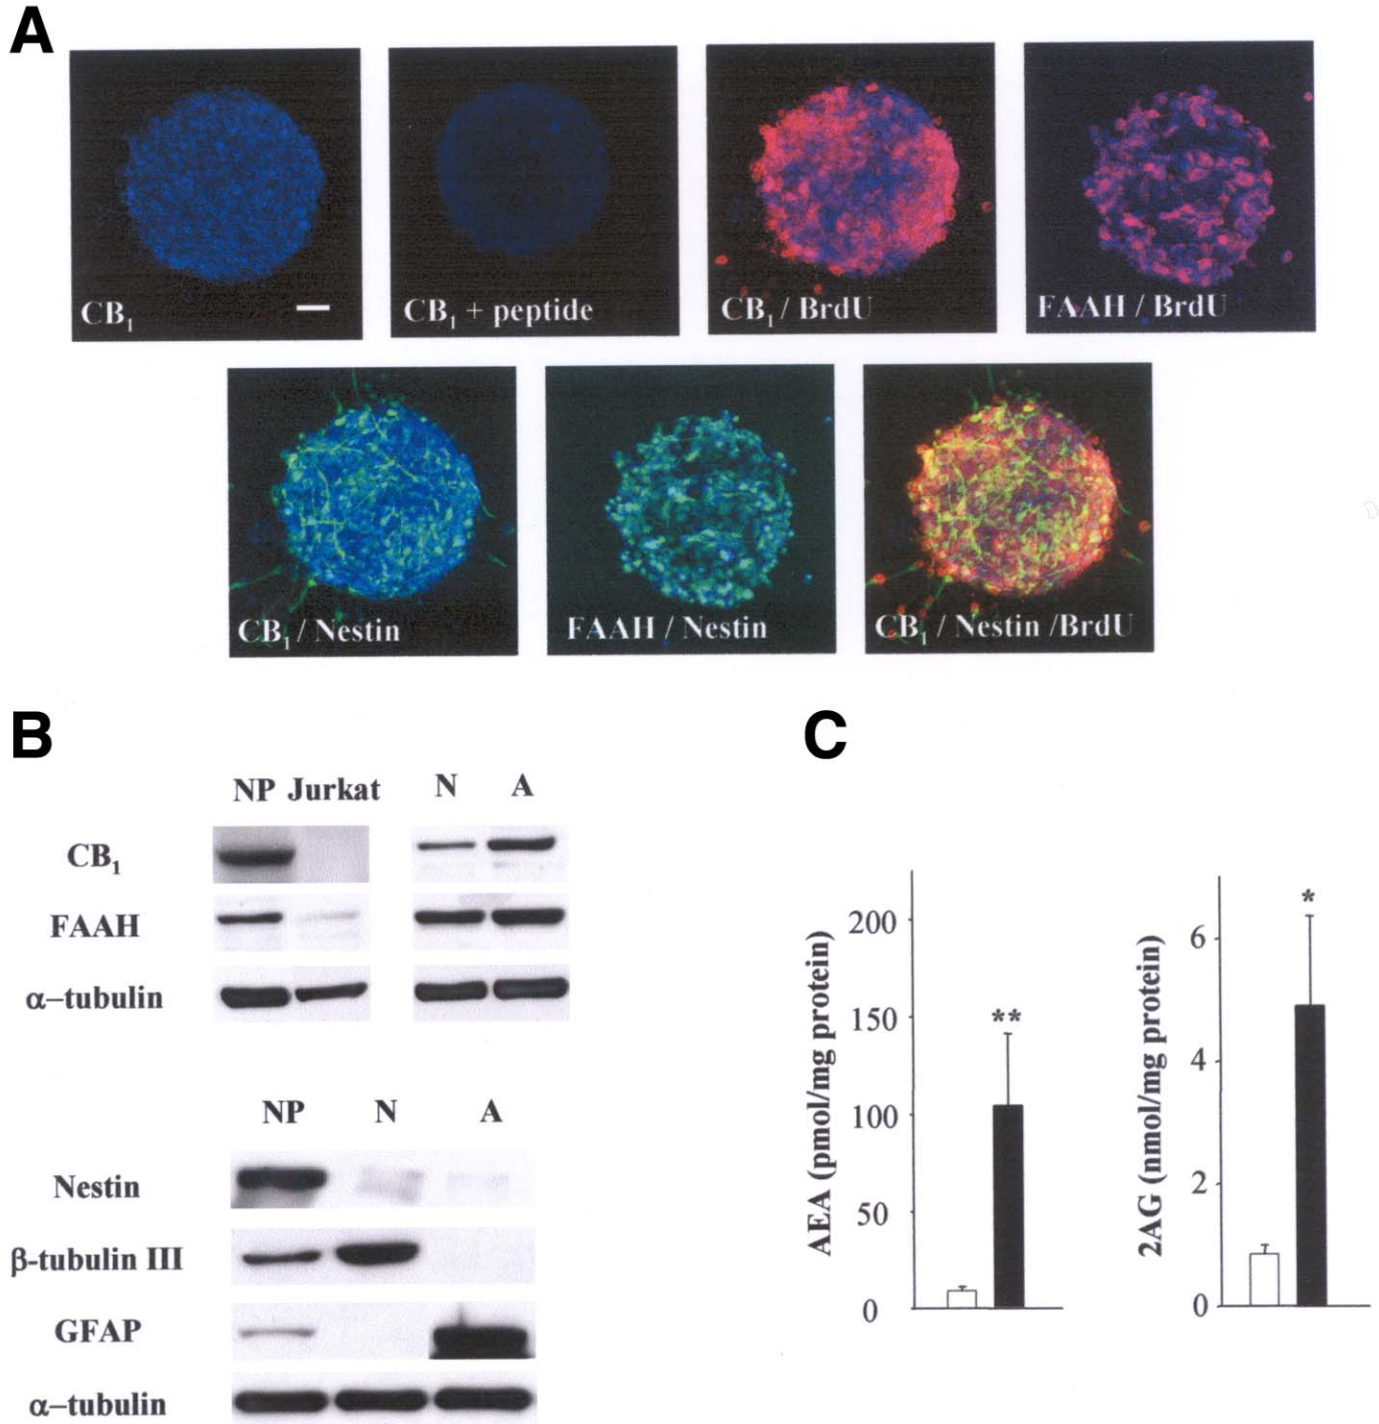 A
CB₁
CB₁ + peptide
CB₁ / BrdU
FAAH / BrdU
CB₁ / Nestin
FAAH / Nestin
CB₁ / Nestin /BrdU
B
NP Jurkat N A
CB₁
FAAH
α–tubulin
NP N A
Nestin
β-tubulin III
GFAP
α–tubulin
C
AEA (pmol/mg protein)
200
150
100
50
0
**
2AG (nmol/mg protein)
6
4
2
0
*